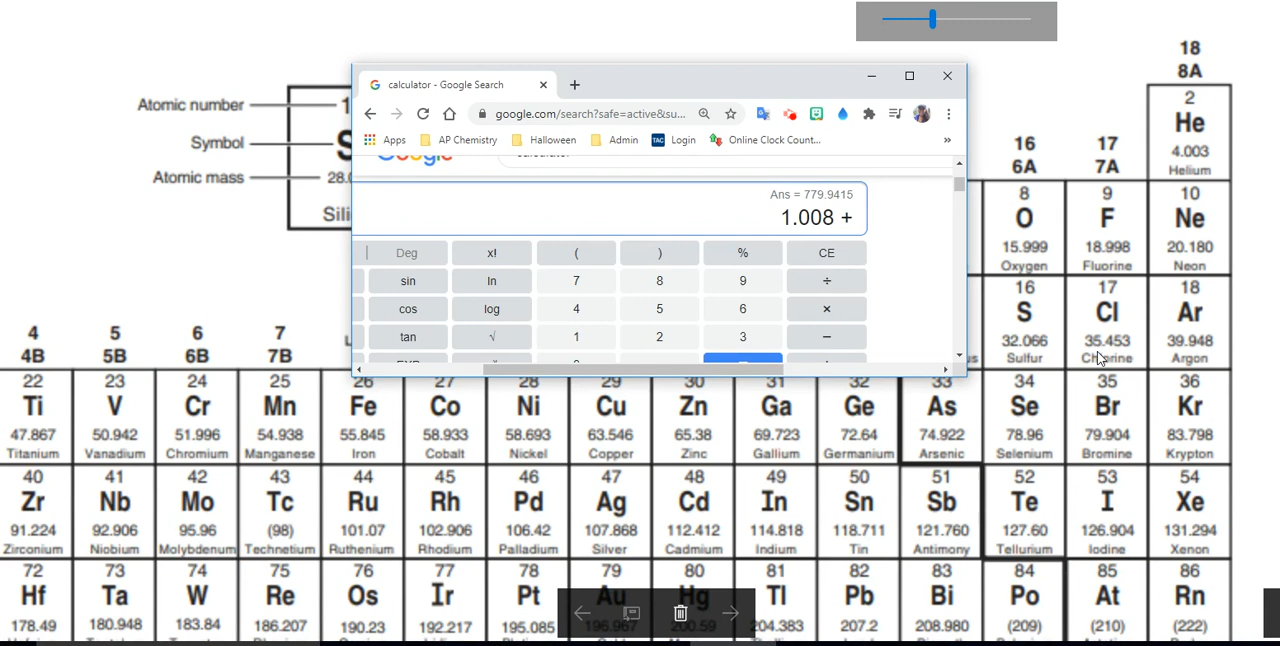 18
8A
Atomic number
1
Symbol
S
Atomic mass
28.0
Sili
calculator - Google Search
google.com/search?safe=active&su...
Apps AP Chemistry Halloween Admin TAC Login Online Clock Count... »
Google
calculator
Ans = 779.9415
1.008 +
Deg x! ( ) % CE
sin ln 7 8 9 ÷
cos log 4 5 6 ×
tan √ 1 2 3 −
2
He
4.003
Helium
16 17
6A 7A
8 9 10
O F Ne
15.999 18.998 20.180
Oxygen Fluorine Neon
16 17 18
S Cl Ar
32.066 35.453 39.948
us Sulfur Chlorine Argon
4 5 6 7
4B 5B 6B 7B
22 23 24 25 26 27 28 29 30 31 32 33 34 35 36
Ti V Cr Mn Fe Co Ni Cu Zn Ga Ge As Se Br Kr
47.867 50.942 51.996 54.938 55.845 58.933 58.693 63.546 65.38 69.723 72.64 74.922 78.96 79.904 83.798
Titanium Vanadium Chromium Manganese Iron Cobalt Nickel Copper Zinc Gallium Germanium Arsenic Selenium Bromine Krypton
40 41 42 43 44 45 46 47 48 49 50 51 52 53 54
Zr Nb Mo Tc Ru Rh Pd Ag Cd In Sn Sb Te I Xe
91.224 92.906 95.96 (98) 101.07 102.906 106.42 107.868 112.412 114.818 118.711 121.760 127.60 126.904 131.294
Zirconium Niobium Molybdenum Technetium Ruthenium Rhodium Palladium Silver Cadmium Indium Tin Antimony Tellurium Iodine Xenon
72 73 74 75 76 77 78 79 80 81 82 83 84 85 86
Hf Ta W Re Os Ir Pt Au Hg Tl Pb Bi Po At Rn
178.49 180.948 183.84 186.207 190.23 192.217 195.085 196.967 200.59 204.383 207.2 208.980 (209) (210) (222)